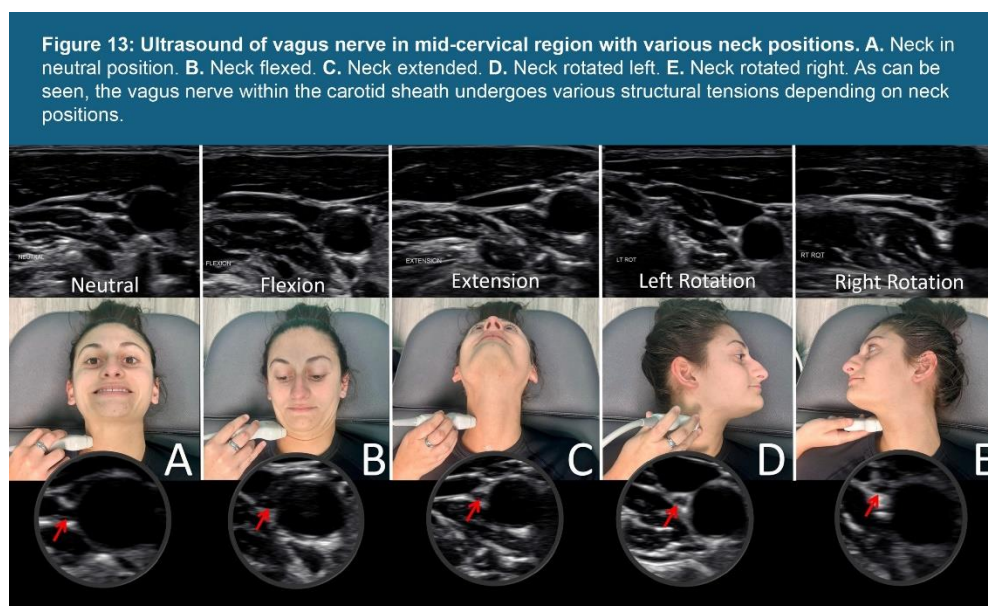 Figure 13: Ultrasound of vagus nerve in mid-cervical region with various neck positions. A. Neck in
neutral position. B. Neck flexed. C. Neck extended. D. Neck rotated left. E. Neck rotated right. As can be
seen, the vagus nerve within the carotid sheath undergoes various structural tensions depending on neck
positions.
NEUTRAL
FLEXION
EXTENSION
LT ROT
RT ROT
Neutral
Flexion
Extension
Left Rotation
Right Rotation
A
B
C
D
E